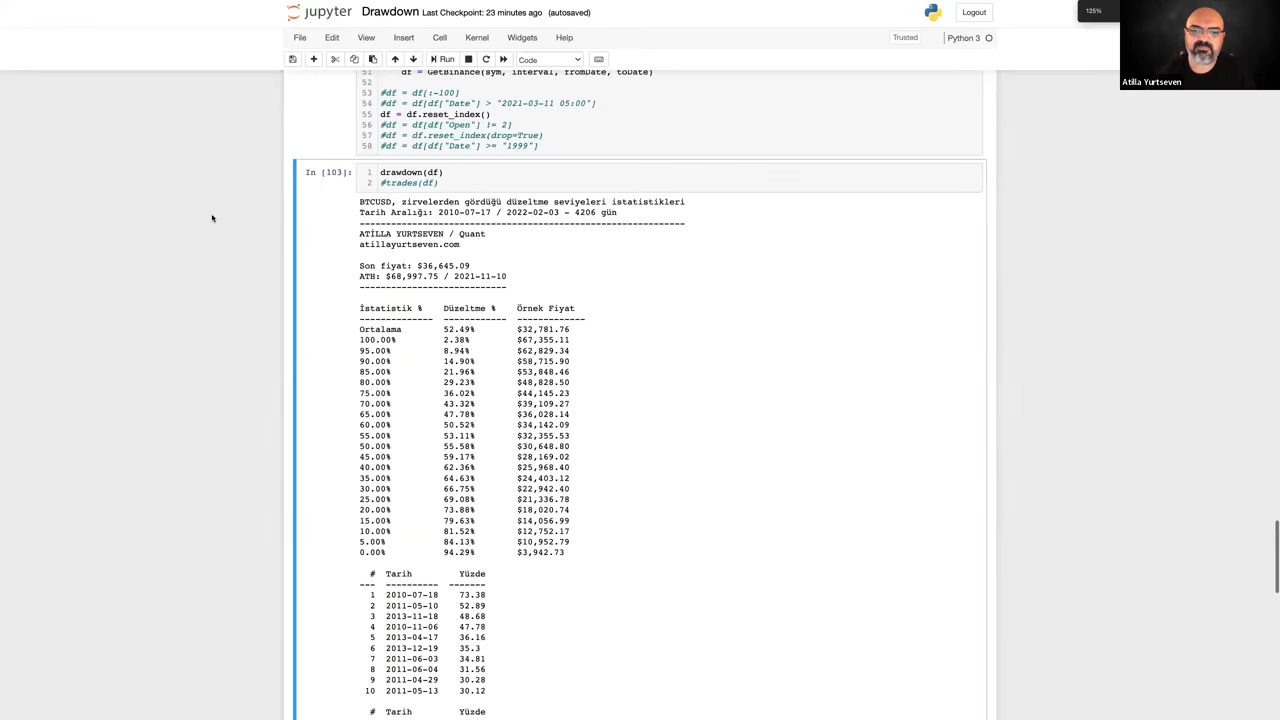 jupyter Drawdown Last Checkpoint: 23 minutes ago (autosaved)
Logout
125%
File Edit View Insert Cell Kernel Widgets Help
Trusted
Python 3
Run
Code
Atilla Yurtseven
51 df = GetBinance(sym, interval, fromDate, toDate)
52
53 #df = df[:-100]
54 #df = df[df["Date"] > "2021-03-11 05:00"]
55 df = df.reset_index()
56 #df = df[df["Open"] != 2]
57 #df = df.reset_index(drop=True)
58 #df = df[df["Date"] >= "1999"]
In [103]:
1 drawdown(df)
2 #trades(df)
BTCUSD, zirvelerden gördüğü düzeltme seviyeleri istatistikleri
Tarih Aralığı: 2010-07-17 / 2022-02-03 - 4206 gün
--------------------------------------------------------------
ATİLLA YURTSEVEN / Quant
atillayurtseven.com
Son fiyat: $36,645.09
ATH: $68,997.75 / 2021-11-10
----------------------------
İstatistik % Düzeltme % Örnek Fiyat
-------------- ------------ -------------
Ortalama 52.49% $32,781.76
100.00% 2.38% $67,355.11
95.00% 8.94% $62,829.34
90.00% 14.90% $58,715.90
85.00% 21.96% $53,848.46
80.00% 29.23% $48,828.50
75.00% 36.02% $44,145.23
70.00% 43.32% $39,109.27
65.00% 47.78% $36,028.14
60.00% 50.52% $34,142.09
55.00% 53.11% $32,355.53
50.00% 55.58% $30,648.80
45.00% 59.17% $28,169.02
40.00% 62.36% $25,968.40
35.00% 64.63% $24,403.12
30.00% 66.75% $22,942.40
25.00% 69.08% $21,336.78
20.00% 73.88% $18,020.74
15.00% 79.63% $14,056.99
10.00% 81.52% $12,752.17
5.00% 84.13% $10,952.79
0.00% 94.29% $3,942.73
# Tarih Yüzde
--- ---------- -------
1 2010-07-18 73.38
2 2011-05-10 52.89
3 2013-11-18 48.68
4 2010-11-06 47.78
5 2013-04-17 36.16
6 2013-12-19 35.3
7 2011-06-03 34.81
8 2011-06-04 31.56
9 2011-04-29 30.28
10 2011-05-13 30.12
# Tarih Yüzde